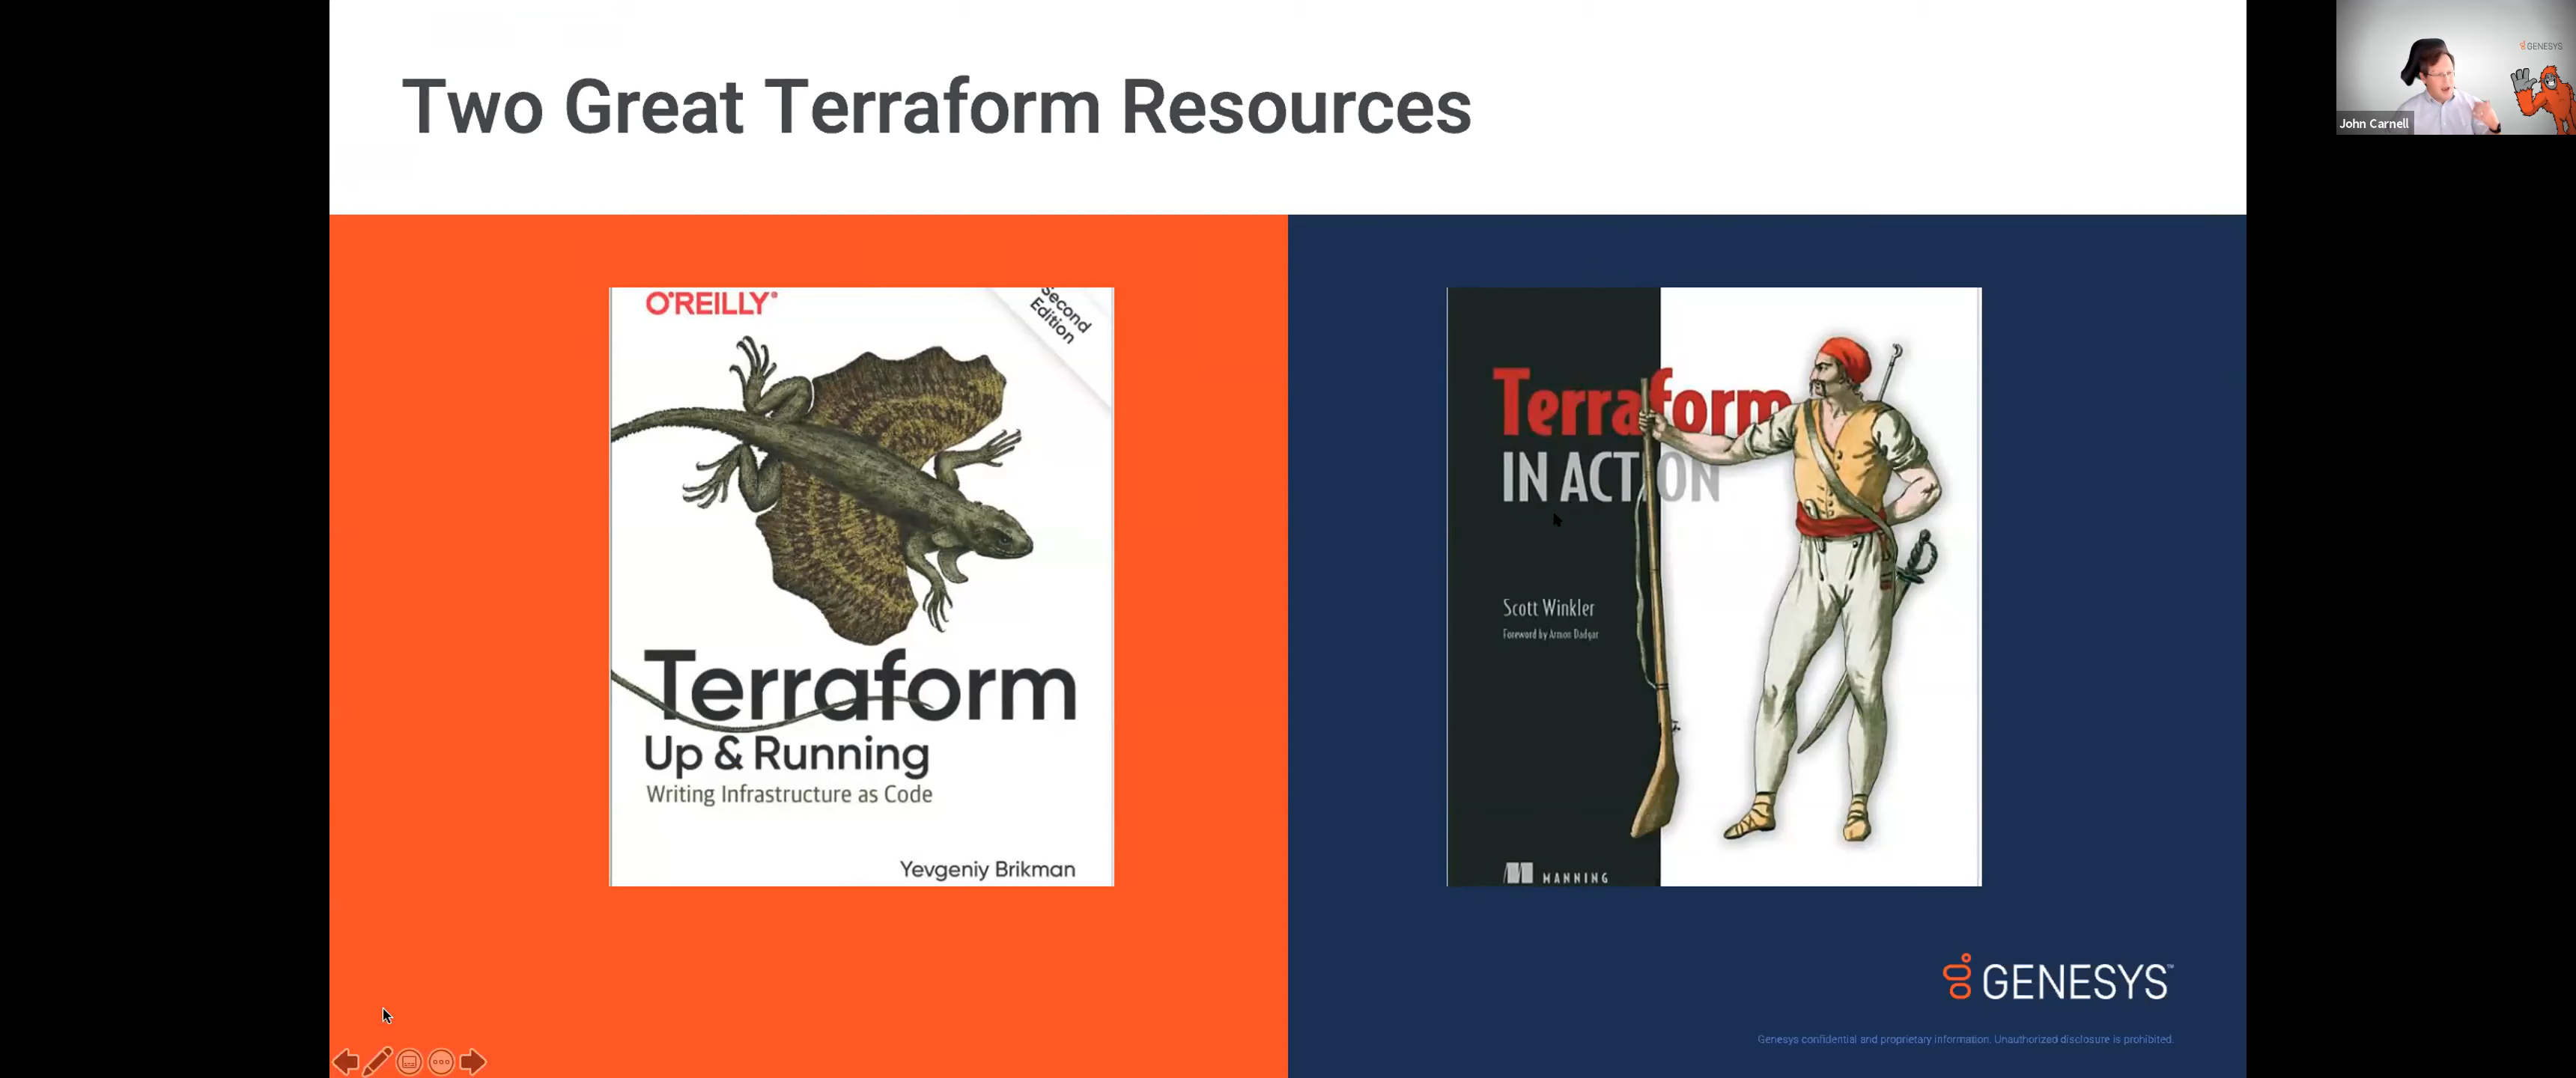 Two Great Terraform Resources
GENESYS
John Carnell
O'REILLY®
Second
Edition
Terraform
Up & Running
Writing Infrastructure as Code
Yevgeniy Brikman
Terraform
IN ACTION
Scott Winkler
Foreword by Armon Dadgar
MANNING
GENESYS™
Genesys confidential and proprietary information. Unauthorized disclosure is prohibited.